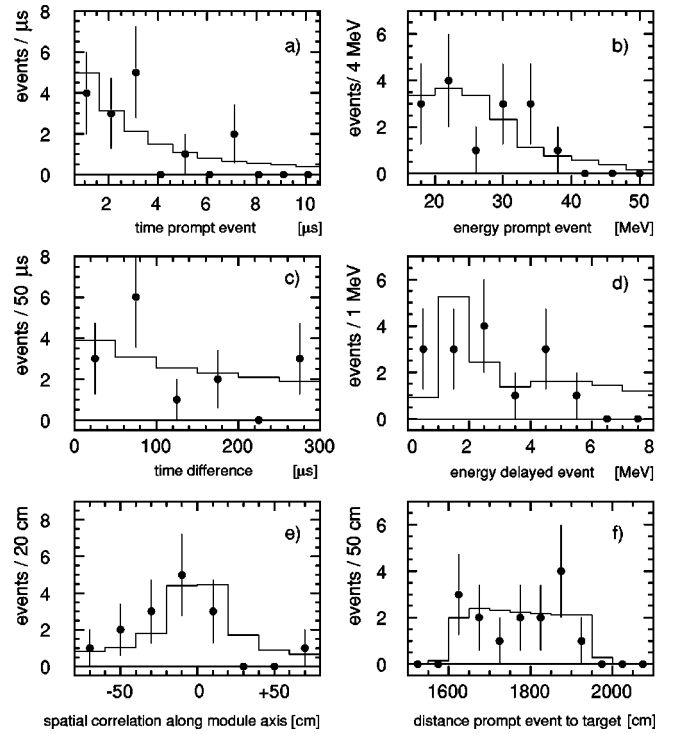 events / μs
8
6
4
2
0
a)
2 4 6 8 10
time prompt event [μs]
events/ 4 MeV
8
6
4
2
0
b)
20 30 40 50
energy prompt event [MeV]
events / 50 μs
8
6
4
2
0
c)
0 100 200 300
time difference [μs]
events / 1 MeV
8
6
4
2
0
d)
0 2 4 6 8
energy delayed event [MeV]
events / 20 cm
8
6
4
2
0
e)
-50 0 +50
spatial correlation along module axis [cm]
events / 50 cm
6
4
2
0
f)
1600 1800 2000
distance prompt event to target [cm]